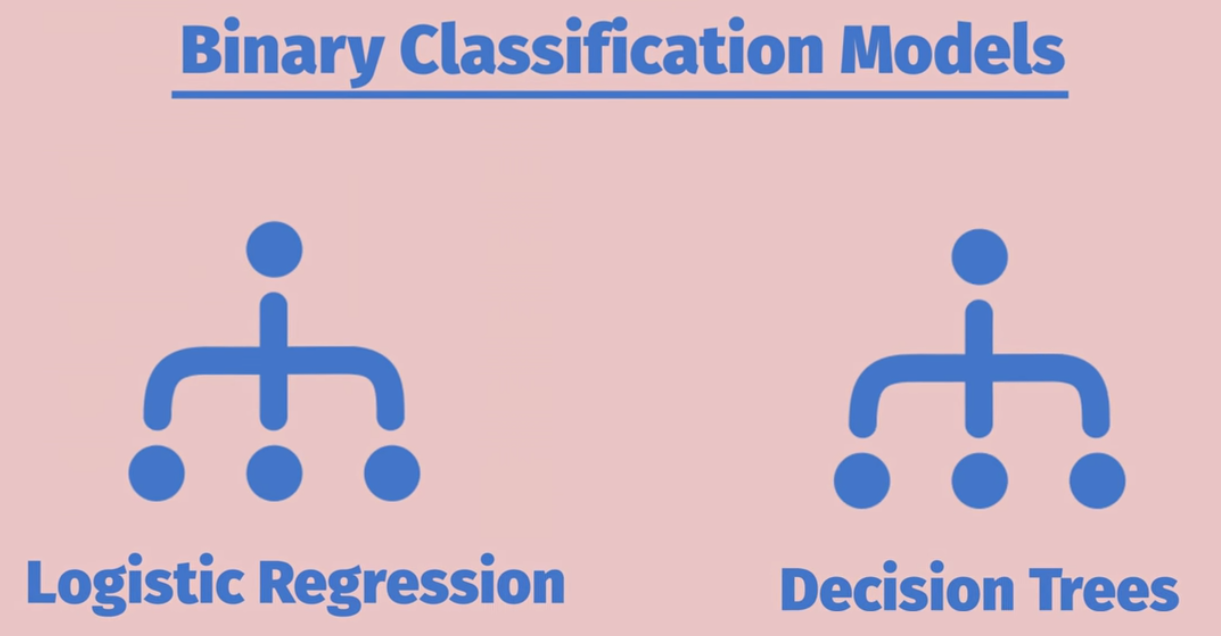 Binary Classification Models
Logistic Regression
Decision Trees